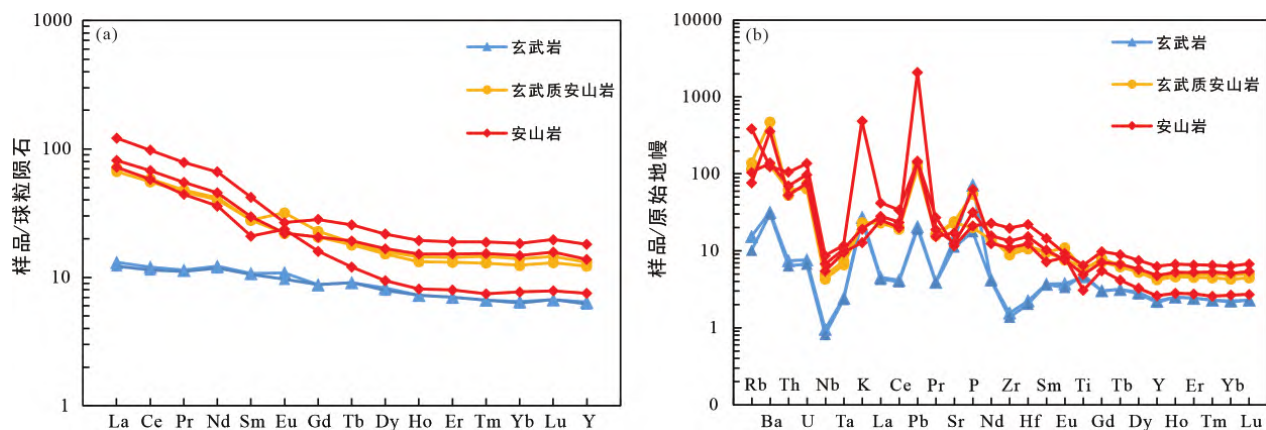 (a)
1000
100
10
1
样品/球粒陨石
玄武岩
玄武质安山岩
安山岩
La Ce Pr Nd Sm Eu Gd Tb Dy Ho Er Tm Yb Lu Y
(b)
10000
1000
100
10
1
0
样品/原始地幔
玄武岩
玄武质安山岩
安山岩
Rb Th Nb K Ce Pr P Zr Sm Ti Tb Y Er Yb
Ba U Ta La Pb Sr Nd Hf Eu Gd Dy Ho Tm Lu